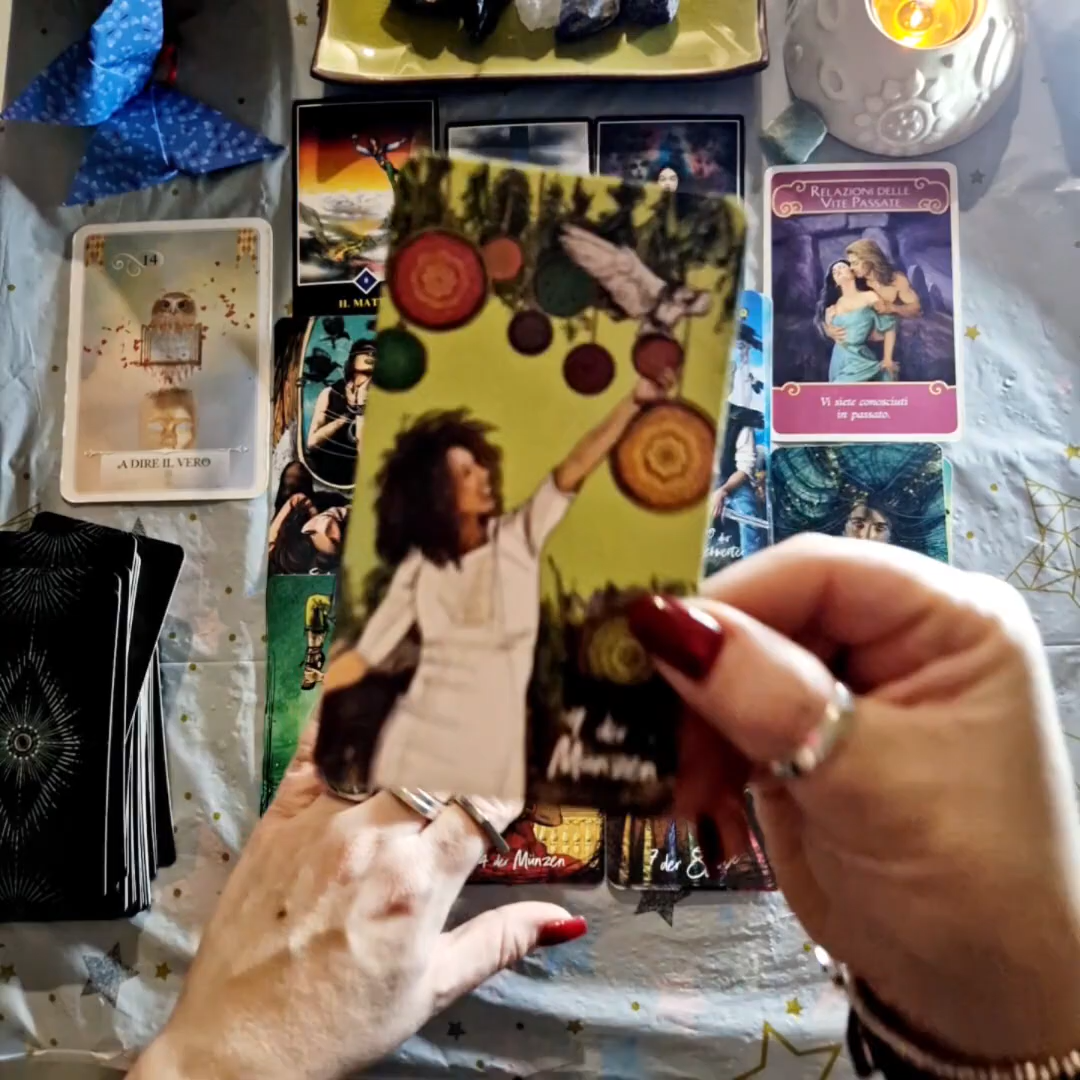 RELAZIONI DELLE
VITE PASSATE
14
IL MAT
Vi siete conosciuti
in passato.
A DIRE IL VERO
der
der
Münzen
4 der Münzen
7 der